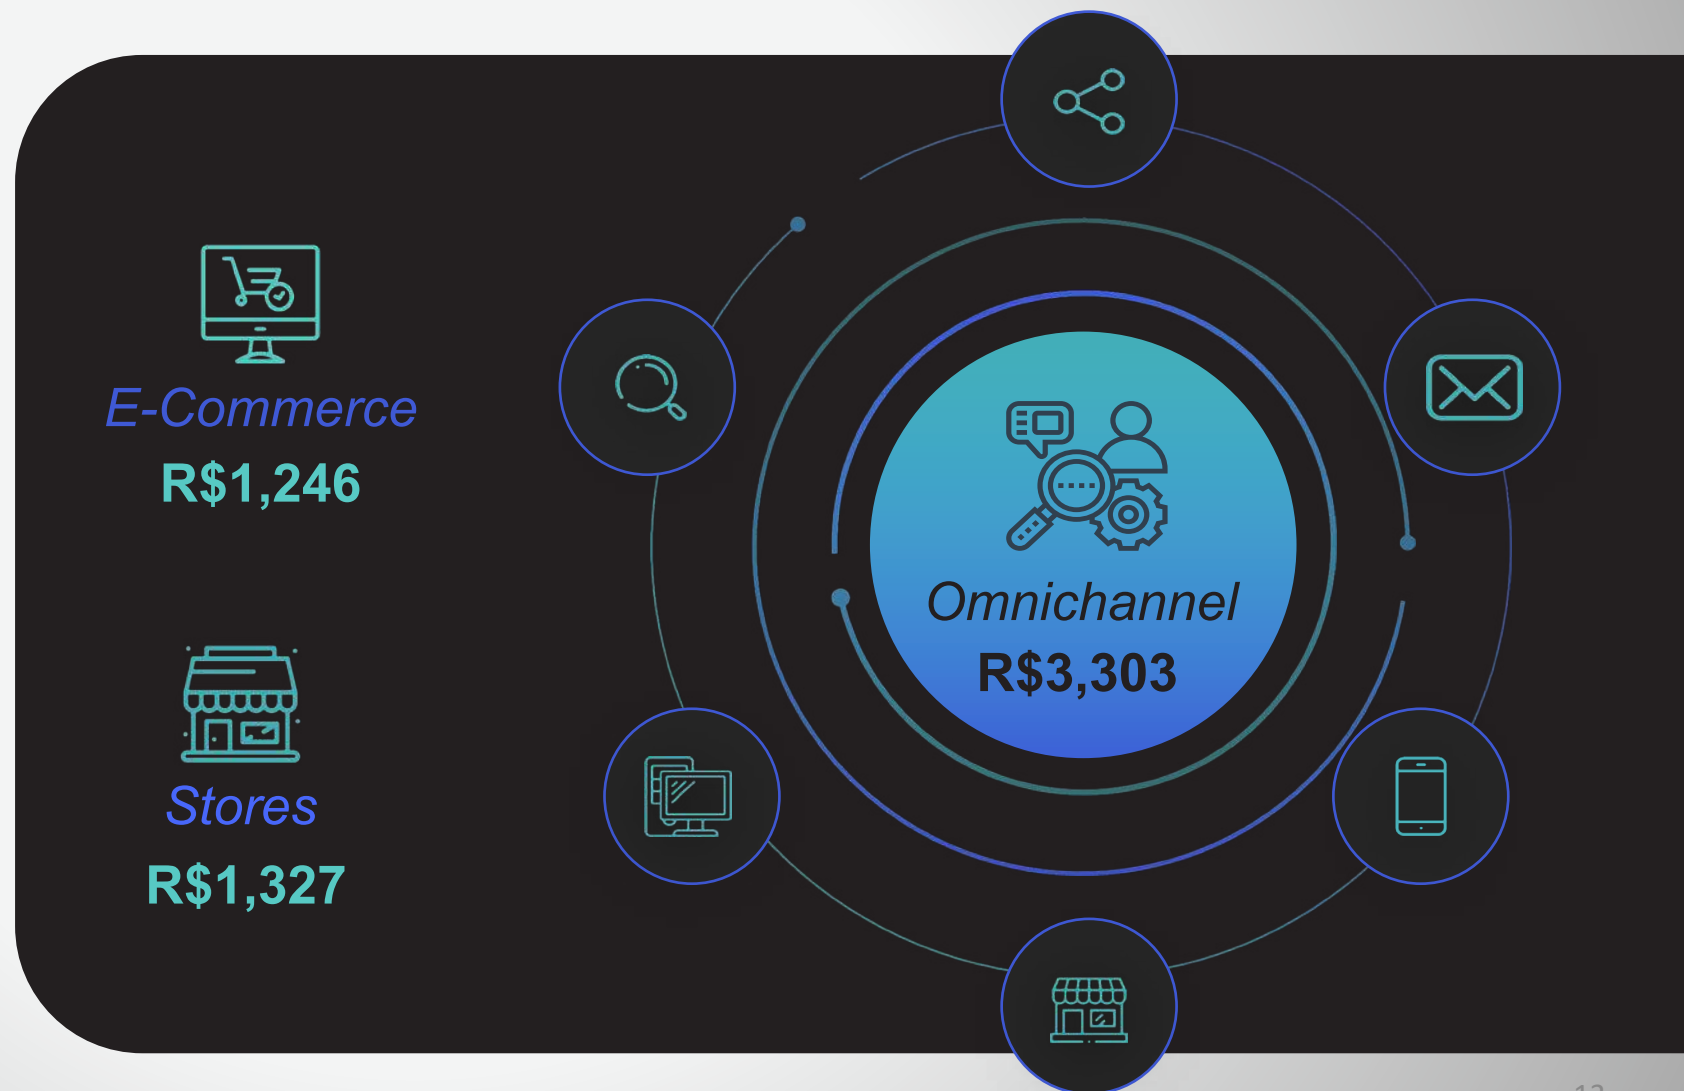 E-Commerce
R$1,246
Stores
R$1,327
Omnichannel
R$3,303